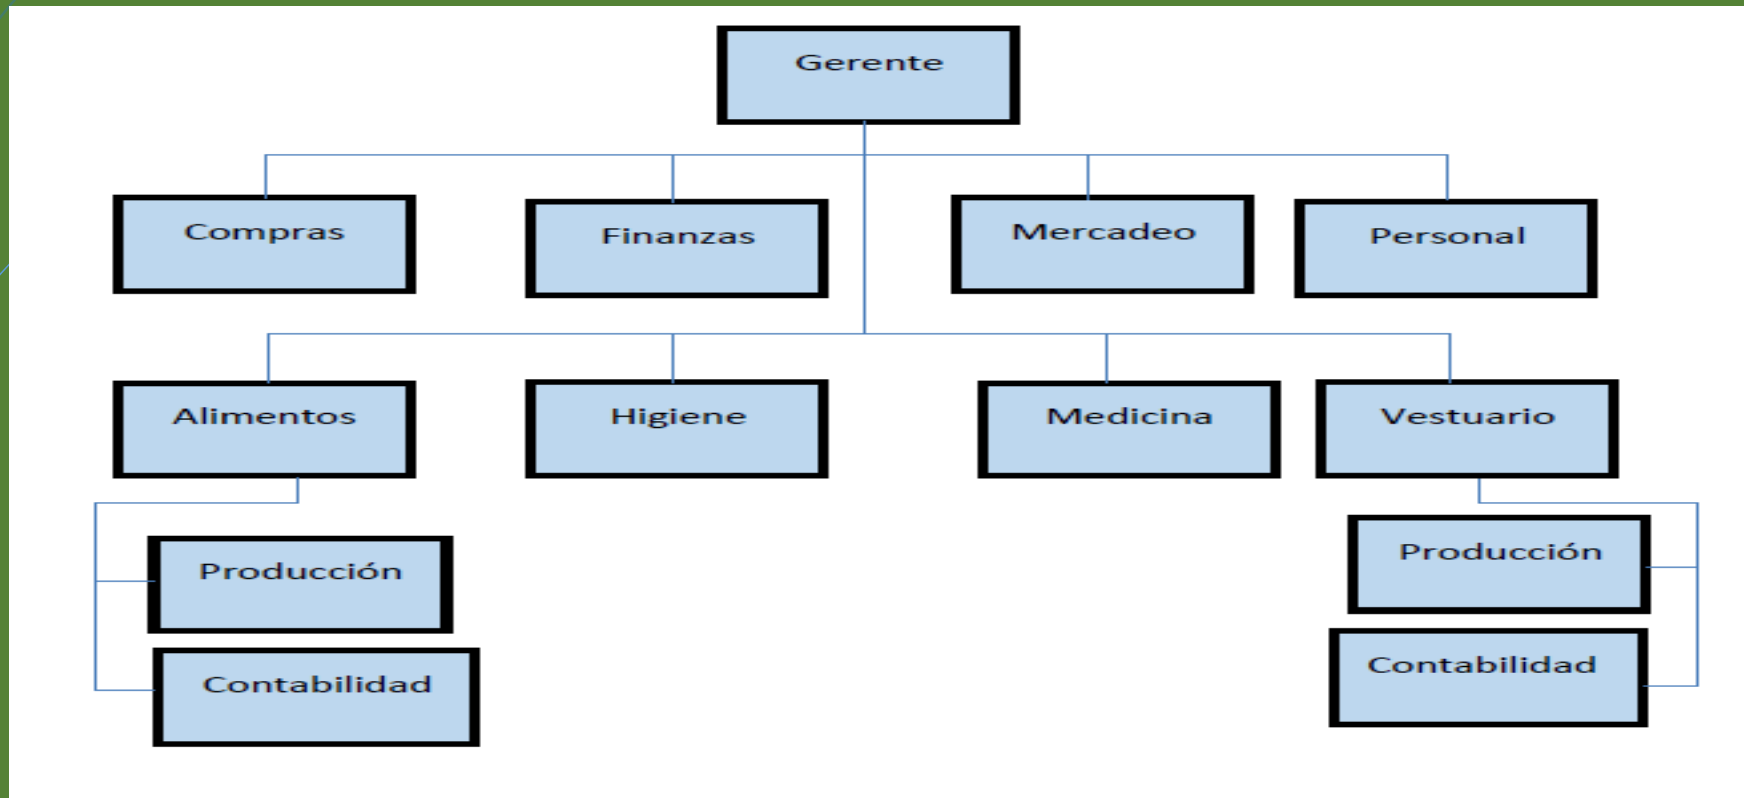 Gerente
Compras
Finanzas
Mercadeo
Personal
Alimentos
Higiene
Medicina
Vestuario
Producción
Contabilidad
Producción
Contabilidad